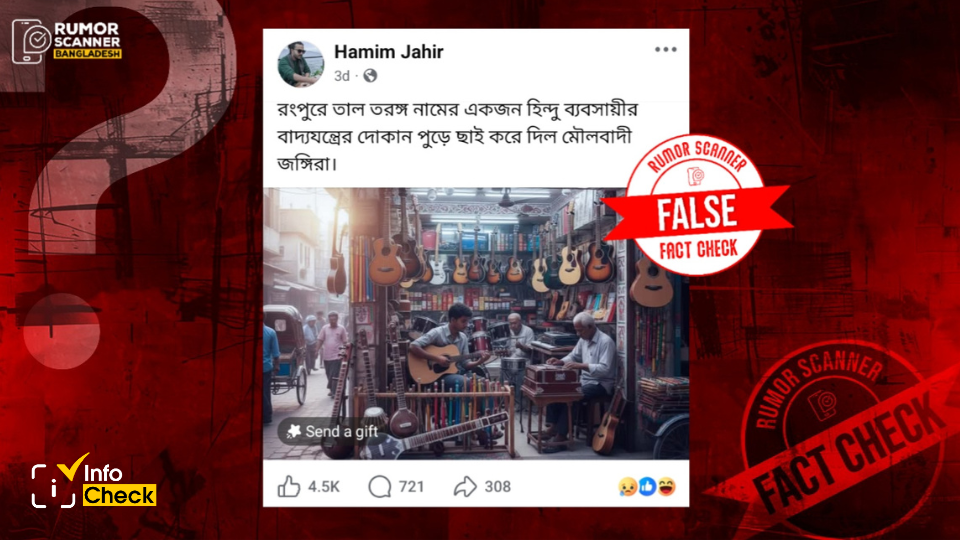 RUMOR
SCANNER
BANGLADESH
Hamim Jahir
3d
রংপুরে তাল তরঙ্গ নামের একজন হিন্দু ব্যবসায়ীর
বাদ্যযন্ত্রের দোকান পুড়ে ছাই করে দিল মৌলবাদী
জঙ্গিরা।
RUMOR SCANNER
FALSE
FACT CHECK
Send a gift
4.5K
721
308
Info
Check
RUMOR SCANNER
FACT CHECK